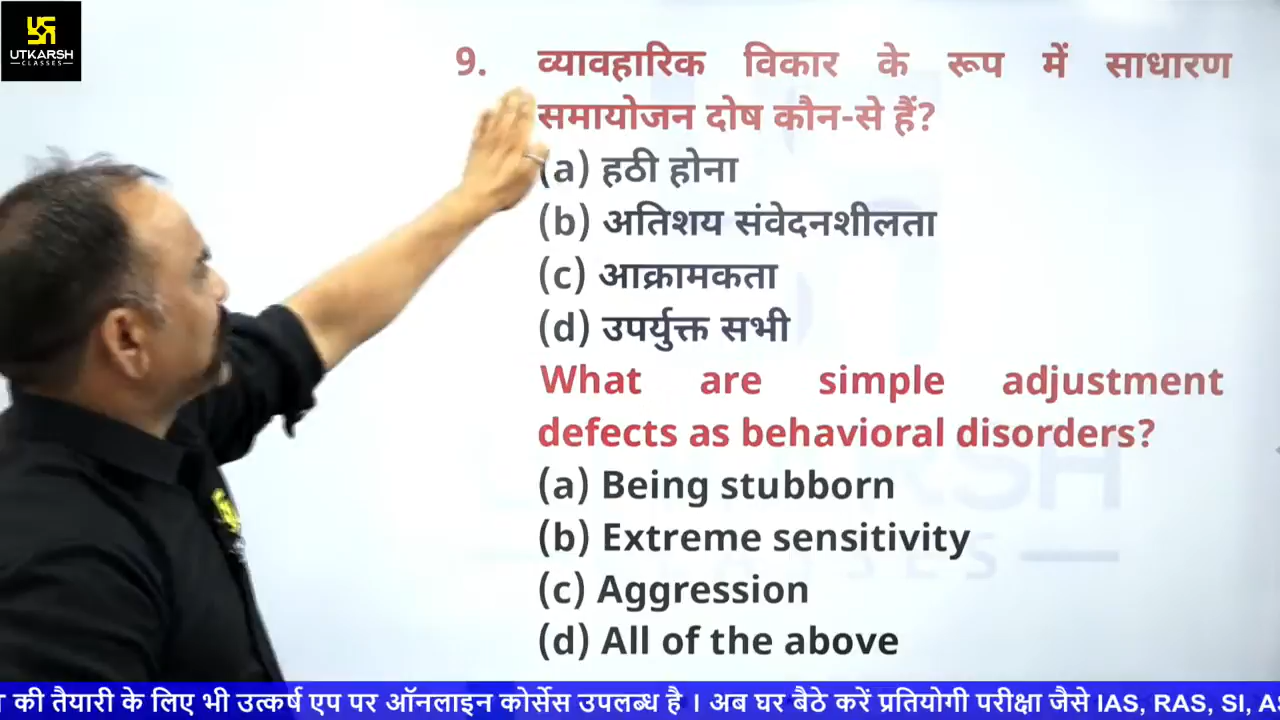 UTKARSH
CLASSES
9. व्यावहारिक विकार के रूप में साधारण
समायोजन दोष कौन-से हैं?
(a) हठी होना
(b) अतिशय संवेदनशीलता
(c) आक्रामकता
(d) उपर्युक्त सभी
What are simple adjustment
defects as behavioral disorders?
(a) Being stubborn
(b) Extreme sensitivity
(c) Aggression
(d) All of the above
की तैयारी के लिए भी उत्कर्ष एप पर ऑनलाइन कोर्सेस उपलब्ध है । अब घर बैठे करें प्रतियोगी परीक्षा जैसे IAS, RAS, SI,